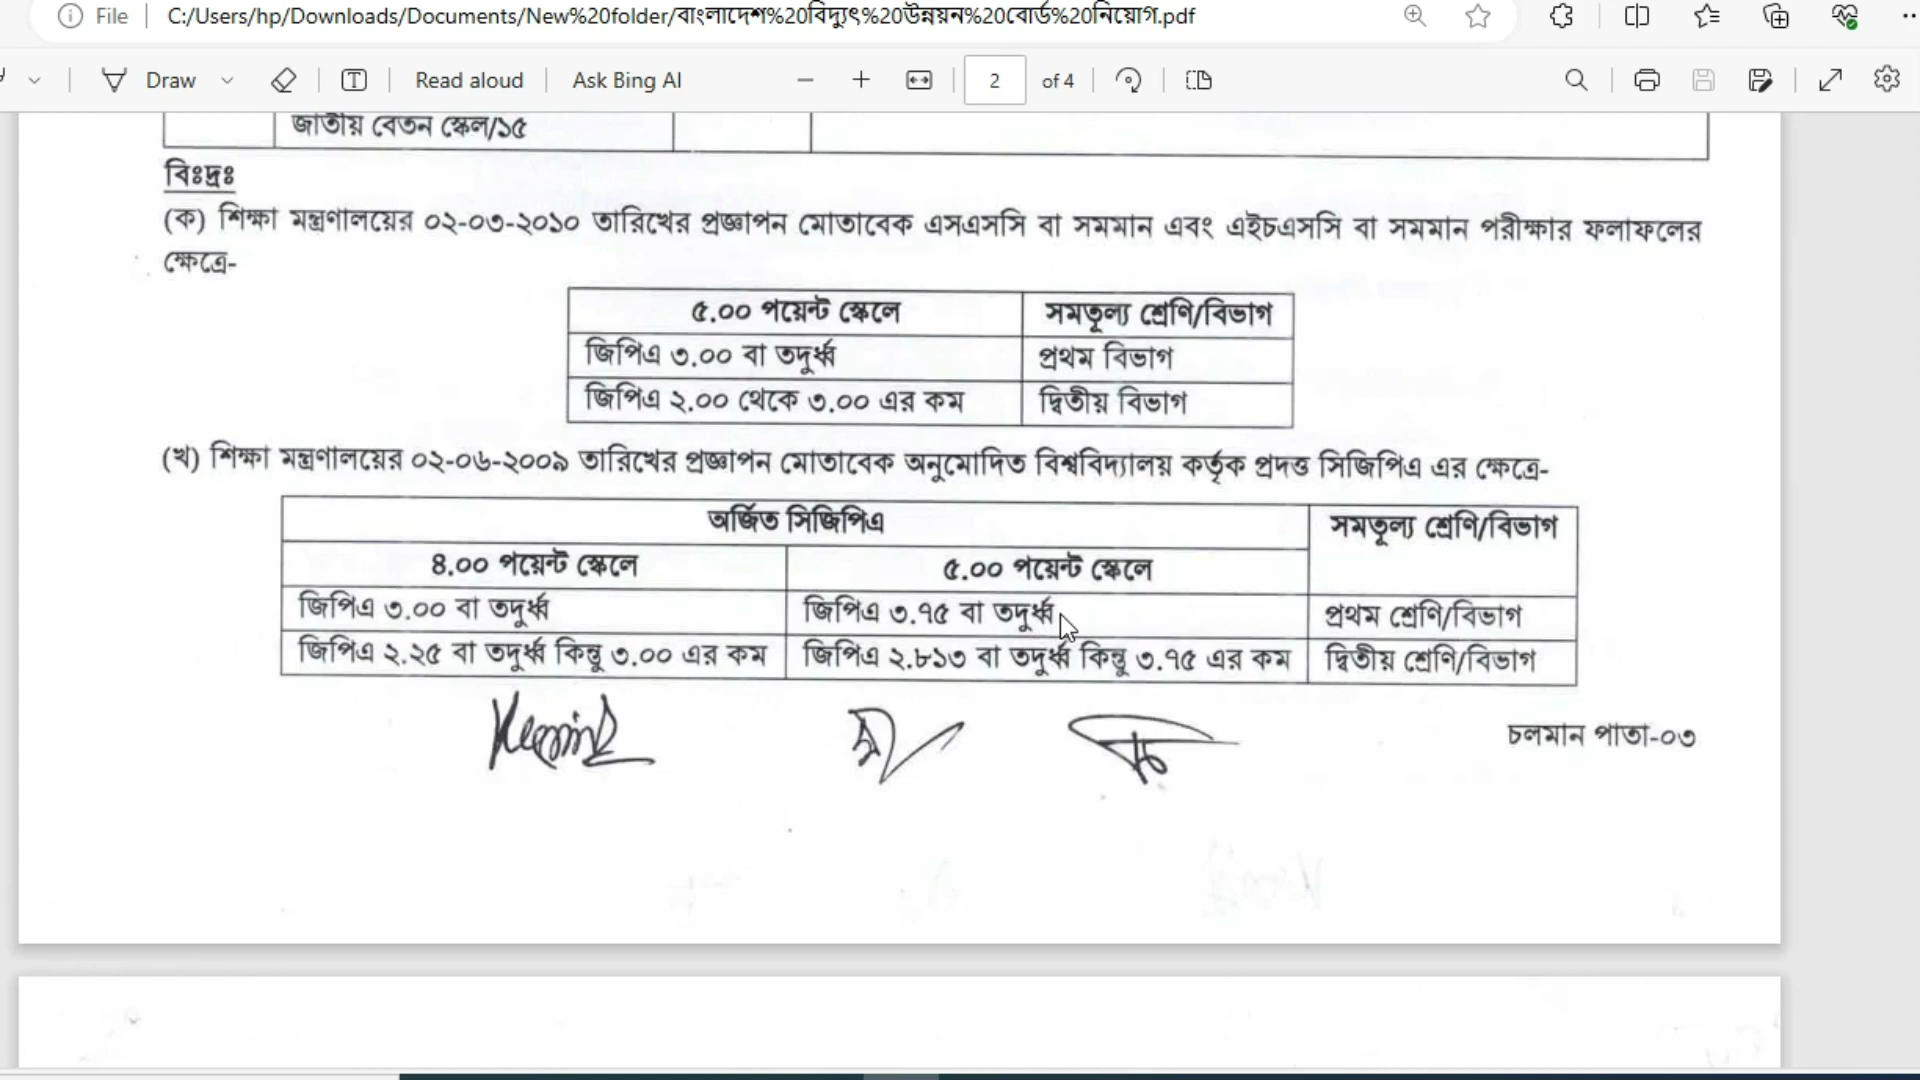 File C:/Users/hp/Downloads/Documents/New%20folder/বাংলাদেশ%20বিদ্যুৎ%20উন্নয়ন%20বোর্ড%20নিয়োগ.pdf
Draw Read aloud Ask Bing AI 2 of 4
জাতীয় বেতন স্কেল/১৫
বিঃদ্রঃ
(ক) শিক্ষা মন্ত্রণালয়ের ০২-০৩-২০১০ তারিখের প্রজ্ঞাপন মোতাবেক এসএসসি বা সমমান এবং এইচএসসি বা সমমান পরীক্ষার ফলাফলের
ক্ষেত্রে-
৫.০০ পয়েন্ট স্কেলে সমতূল্য শ্রেণি/বিভাগ
জিপিএ ৩.০০ বা তদুর্ধ্ব প্রথম বিভাগ
জিপিএ ২.০০ থেকে ৩.০০ এর কম দ্বিতীয় বিভাগ
(খ) শিক্ষা মন্ত্রণালয়ের ০২-০৬-২০০৯ তারিখের প্রজ্ঞাপন মোতাবেক অনুমোদিত বিশ্ববিদ্যালয় কর্তৃক প্রদত্ত সিজিপিএ এর ক্ষেত্রে-
অর্জিত সিজিপিএ সমতূল্য শ্রেণি/বিভাগ
৪.০০ পয়েন্ট স্কেলে ৫.০০ পয়েন্ট স্কেলে
জিপিএ ৩.০০ বা তদুর্ধ্ব জিপিএ ৩.৭৫ বা তদুর্ধ্ব প্রথম শ্রেণি/বিভাগ
জিপিএ ২.২৫ বা তদুর্ধ্ব কিন্তু ৩.০০ এর কম জিপিএ ২.৮১৩ বা তদুর্ধ্ব কিন্তু ৩.৭৫ এর কম দ্বিতীয় শ্রেণি/বিভাগ
চলমান পাতা-০৩